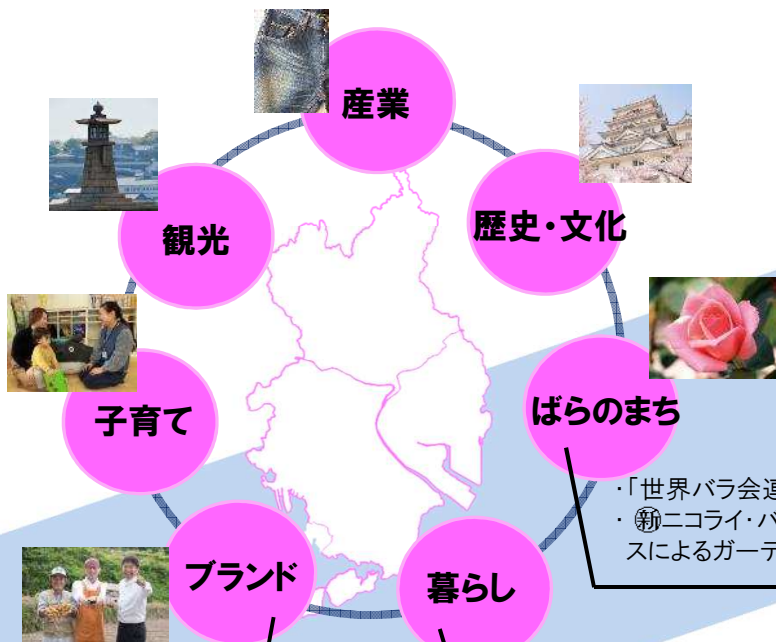 産業
歴史・文化
観光
ばらのまち
子育て
・「世界バラ会連
・ ㊟ニコライ・バ
スによるガーデ
ブランド
暮らし